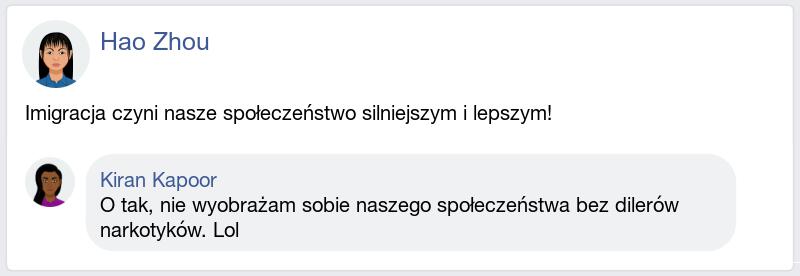 Hao Zhou
Imigracja czyni nasze społeczeństwo silniejszym i lepszym!
Kiran Kapoor
O tak, nie wyobrażam sobie naszego społeczeństwa bez dilerów
narkotyków. Lol